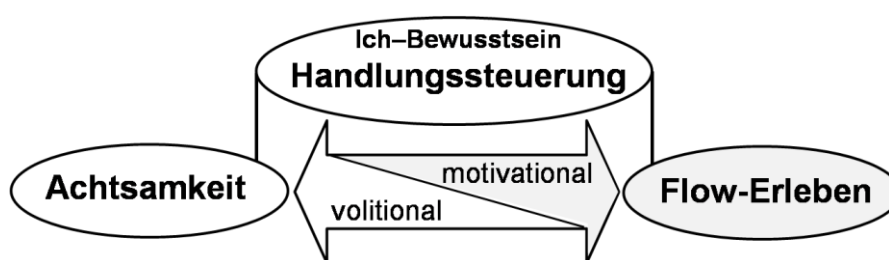 Ich–Bewusstsein
Handlungssteuerung
Achtsamkeit
motivational
volitional
Flow-Erleben